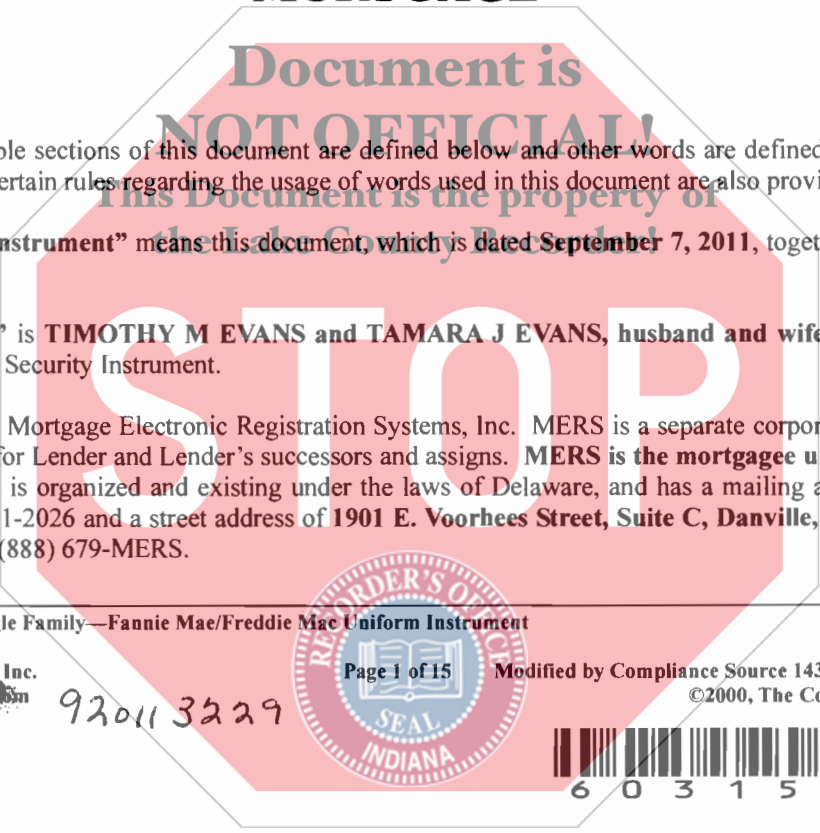 MORTGAGE
Document is
NOT OFFICIAL!
ble sections of this document are defined below and other words are defined
ertain rules regarding the usage of words used in this document are also provi
This Document is the property of
nstrument” means this document, which is dated September 7, 2011, toget
the Lake County Recorder!
” is TIMOTHY M EVANS and TAMARA J EVANS, husband and wife
Security Instrument.
STOP
Mortgage Electronic Registration Systems, Inc. MERS is a separate corpor
for Lender and Lender’s successors and assigns. MERS is the mortgagee u
is organized and existing under the laws of Delaware, and has a mailing a
1-2026 and a street address of 1901 E. Voorhees Street, Suite C, Danville,
(888) 679-MERS.
le Family—Fannie Mae/Freddie Mac Uniform Instrument
Inc. Page 1 of 15 Modified by Compliance Source 143
©2000, The Co
920113229
RECORDER'S OFFICE
SEAL
INDIANA
6 0 3 1 5